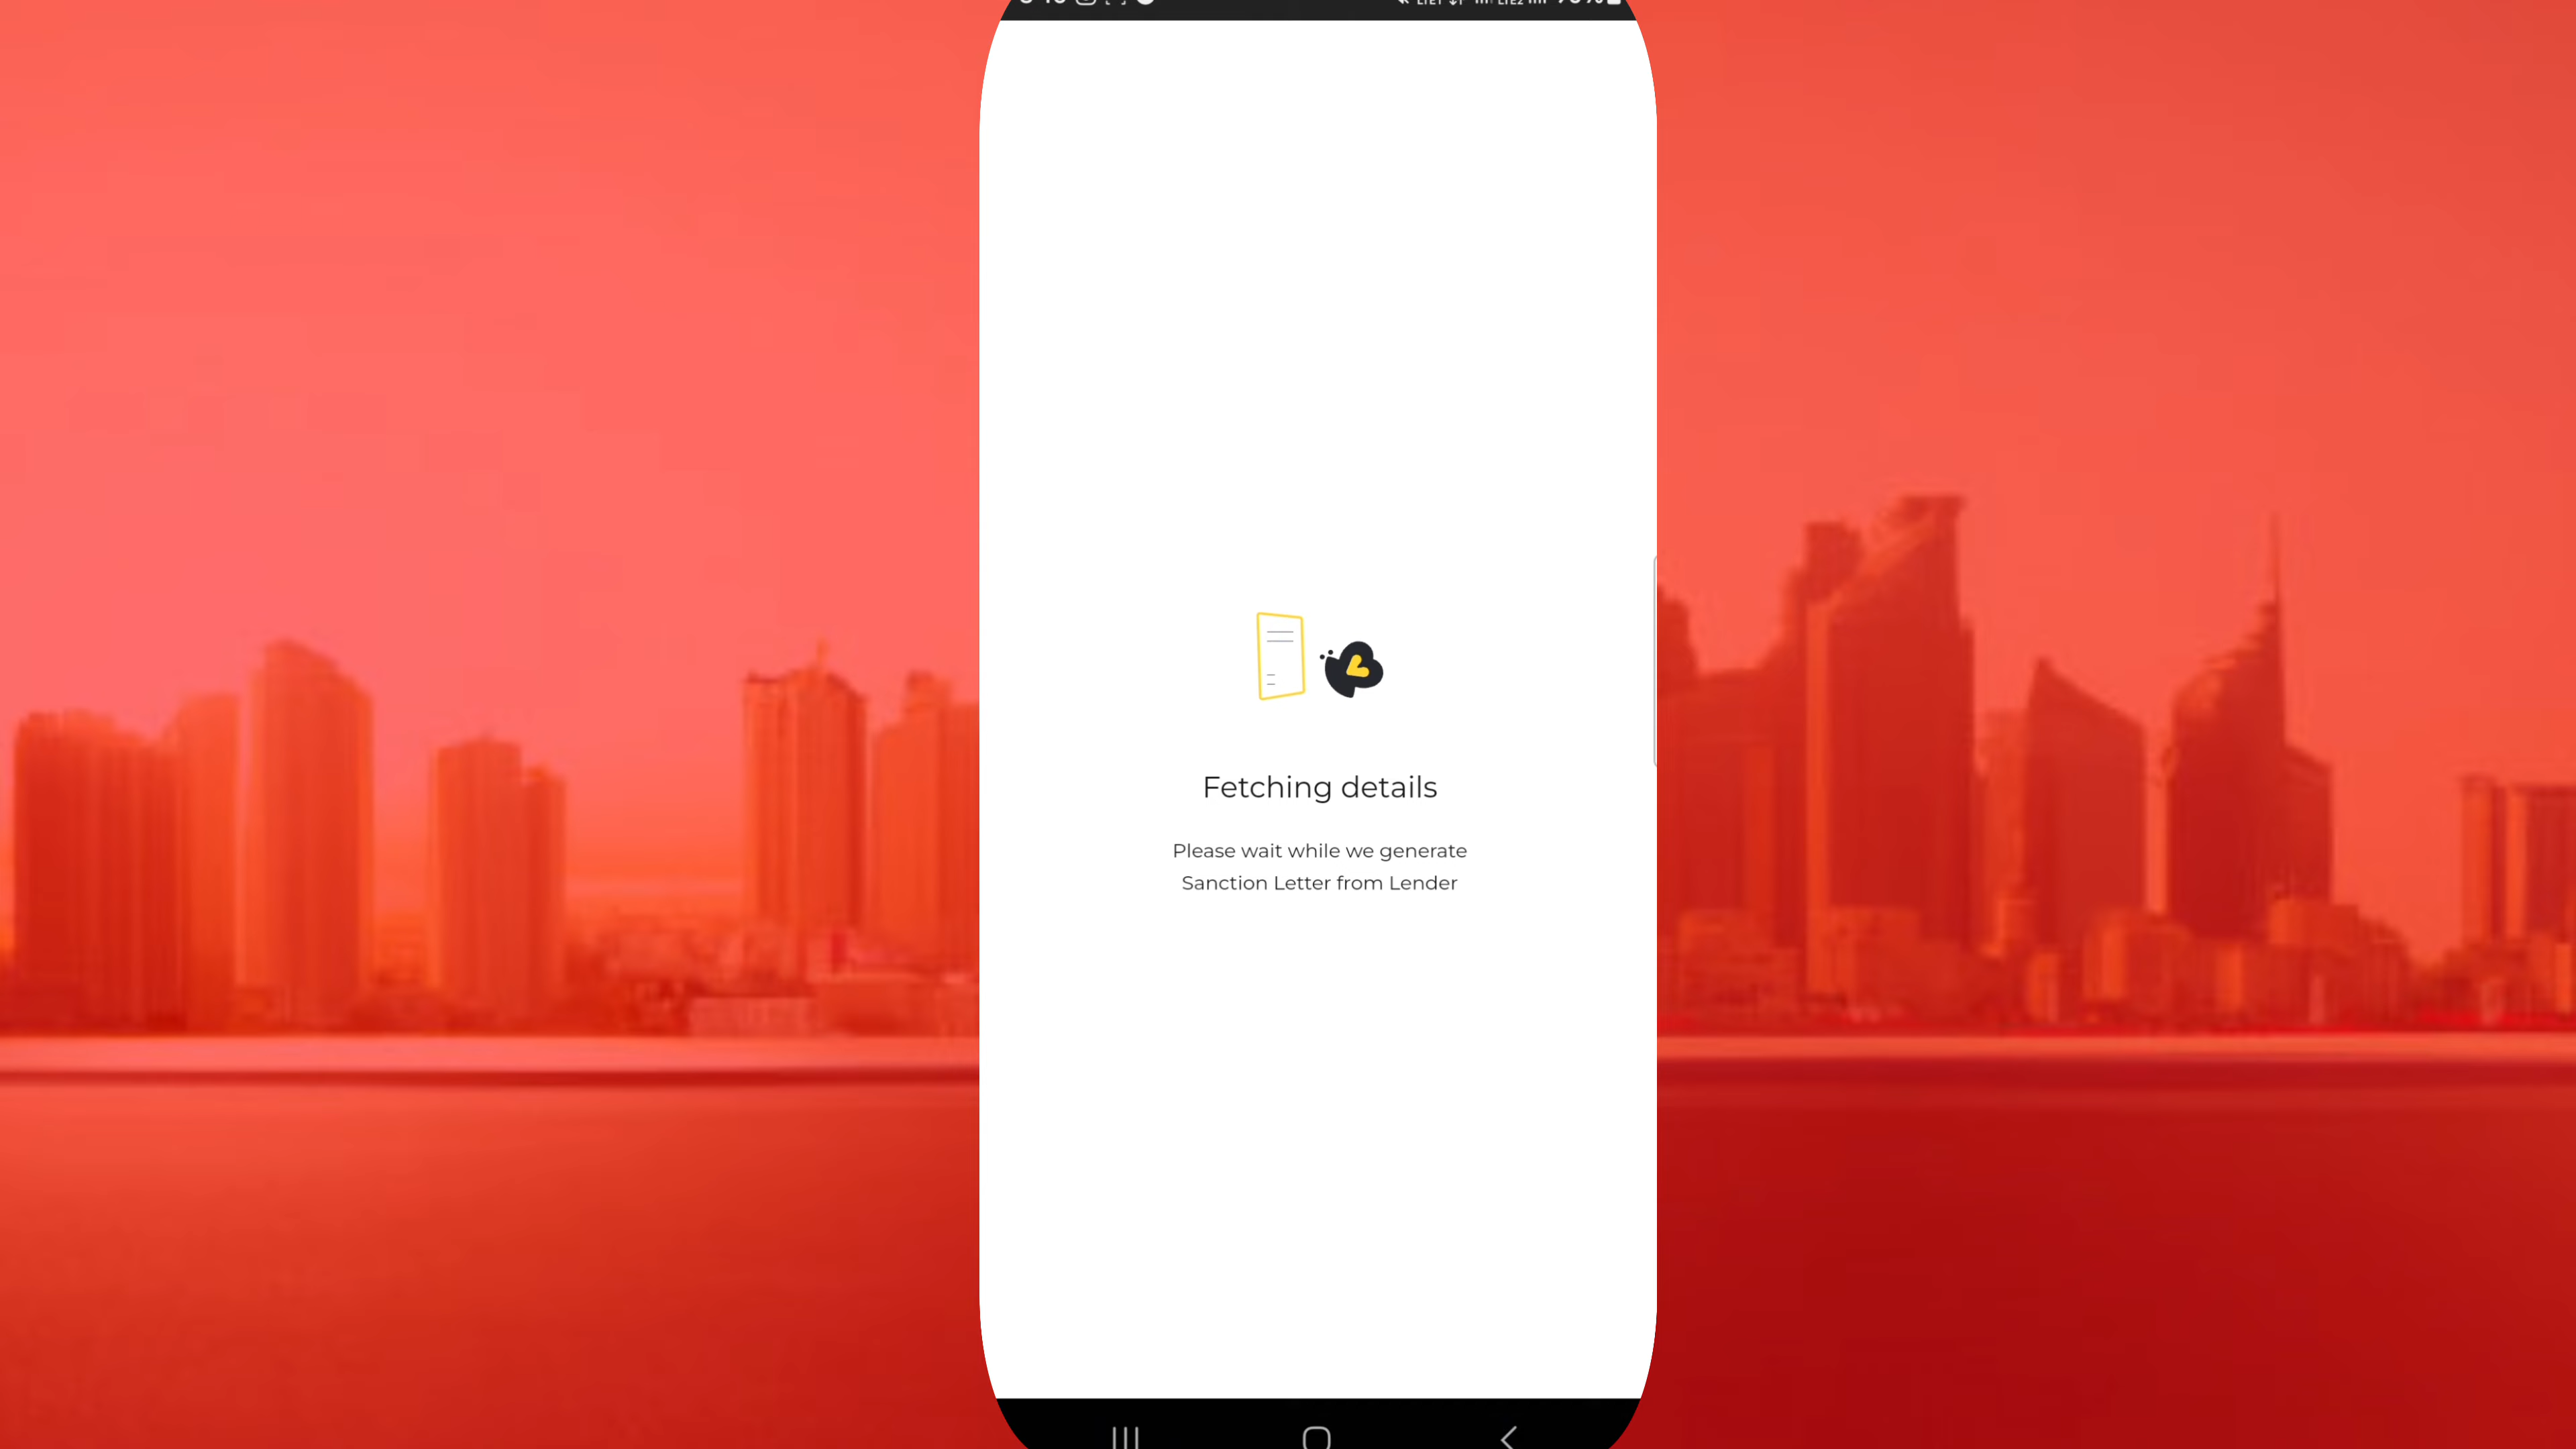 Fetching details
Please wait while we generate
Sanction Letter from Lender